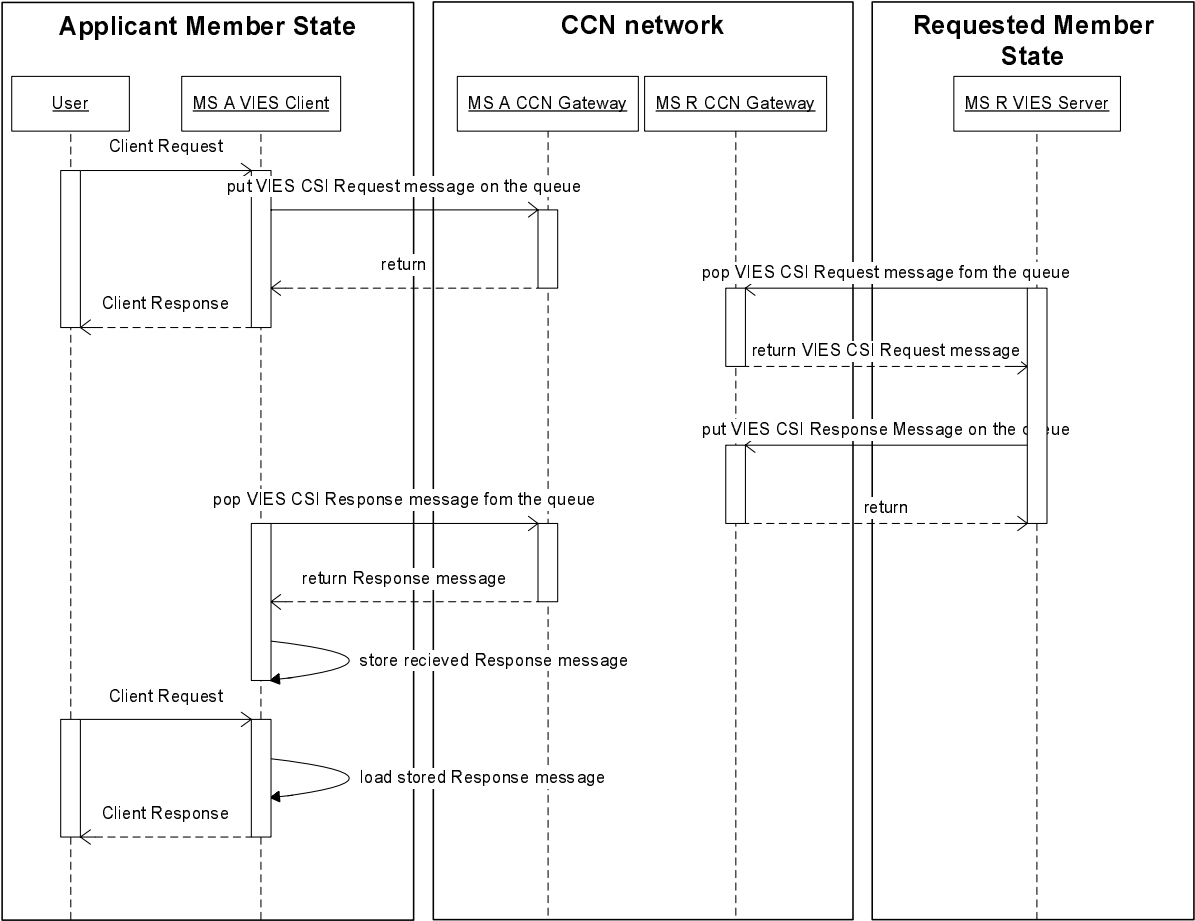 Applicant Member State
CCN network
Requested Member
State
User
MS A VIES Client
MS A CCN Gateway
MS R CCN Gateway
MS R VIES Server
Client Request
put VIES CSI Request message on the queue
return
pop VIES CSI Request message fom the queue
Client Response
return VIES CSI Request message
put VIES CSI Response Message on the queue
pop VIES CSI Response message fom the queue
return
return Response message
store recieved Response message
Client Request
load stored Response message
Client Response